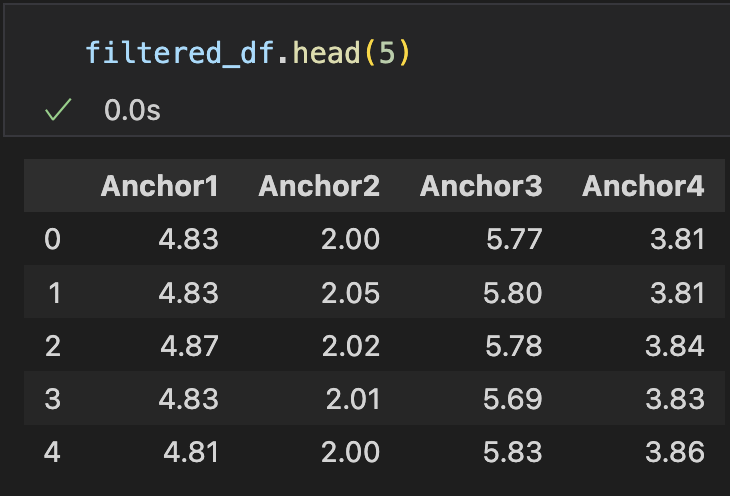 filtered_df.head(5)
0.0s
Anchor1 Anchor2 Anchor3 Anchor4
0 4.83 2.00 5.77 3.81
1 4.83 2.05 5.80 3.81
2 4.87 2.02 5.78 3.84
3 4.83 2.01 5.69 3.83
4 4.81 2.00 5.83 3.86